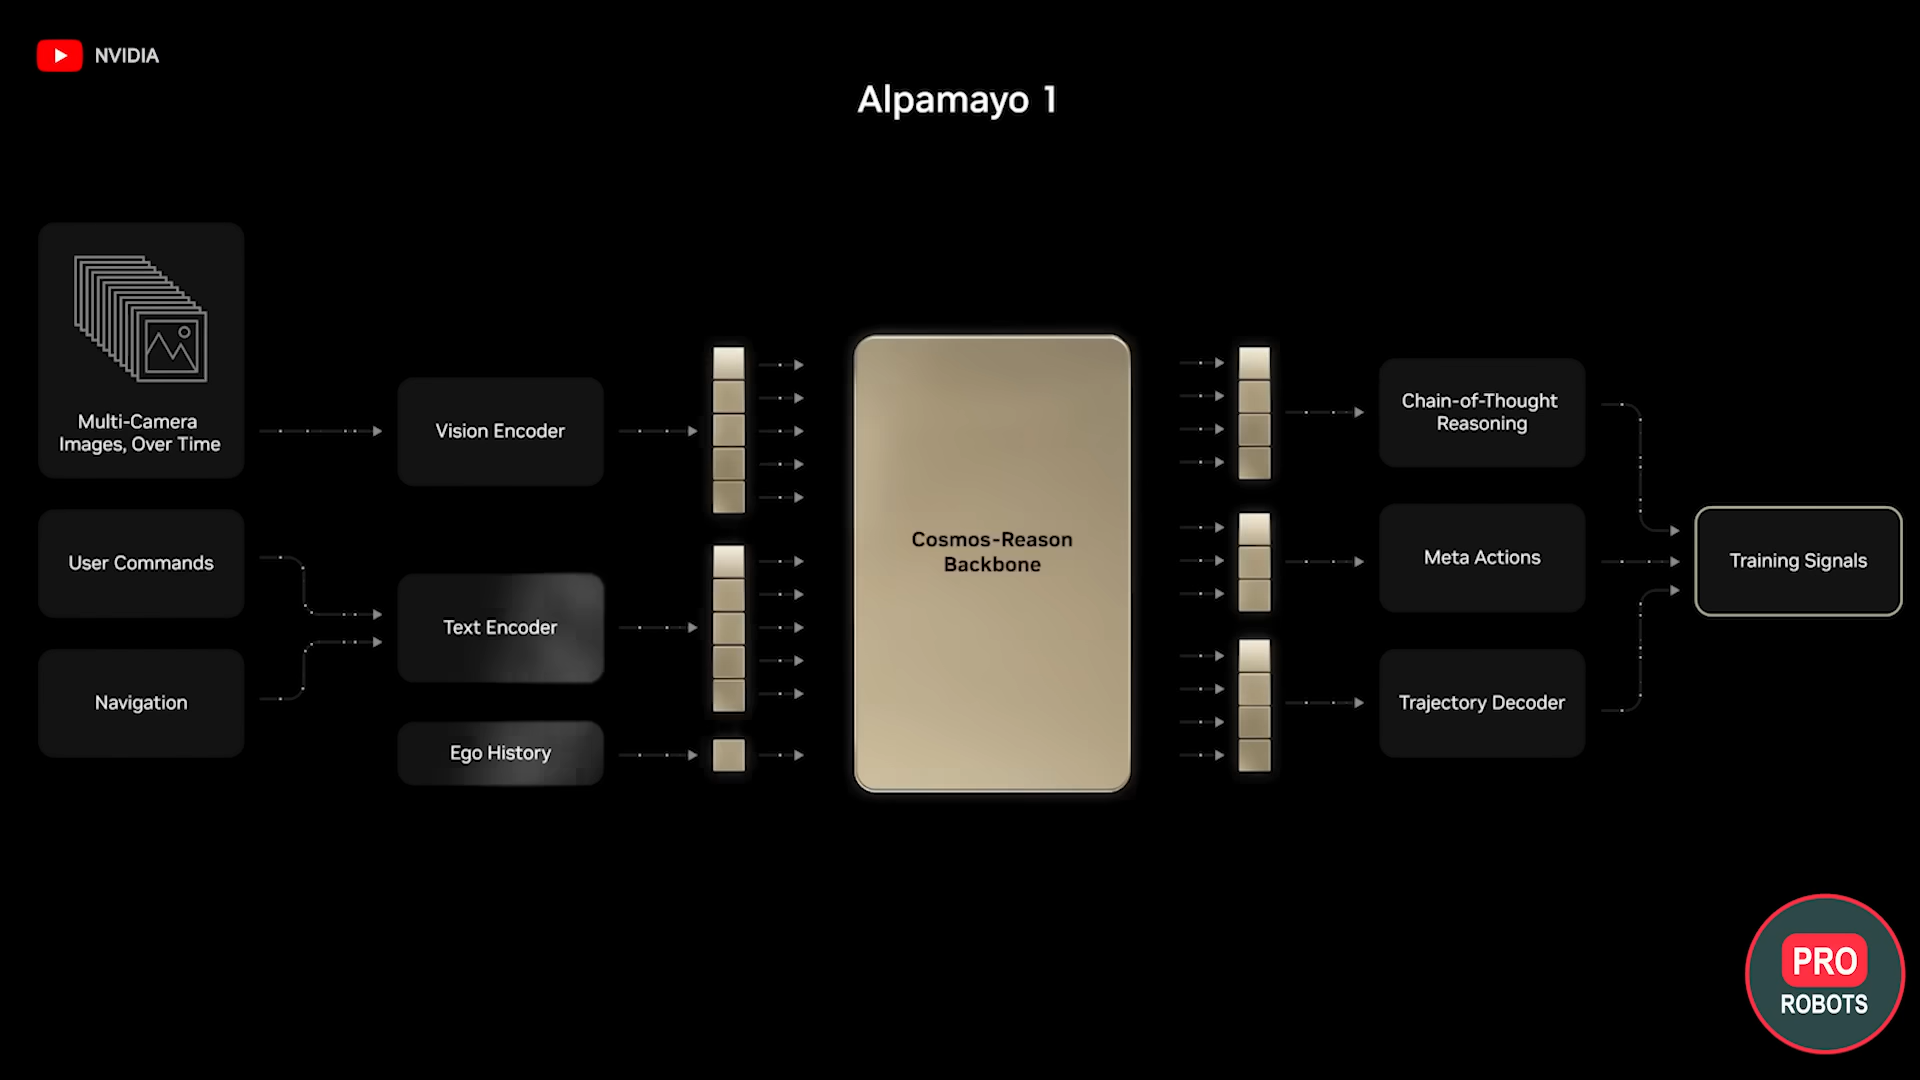 NVIDIA
Alpamayo 1
Multi-Camera
Images, Over Time
User Commands
Navigation
Vision Encoder
Text Encoder
Ego History
Cosmos-Reason
Backbone
Chain-of-Thought
Reasoning
Meta Actions
Trajectory Decoder
Training Signals
PRO
ROBOTS